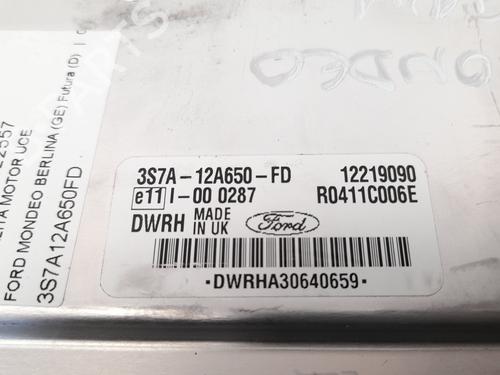 3S7A-12A650-FD 12219090
e11 I-00 0287 R0411C006E
DWRH MADE IN UK Ford
·DWRHA30640659·
MOTOR UCE
FORD MONDEO BERLINA (GE) Futura (D) |
3S7A12A650FD